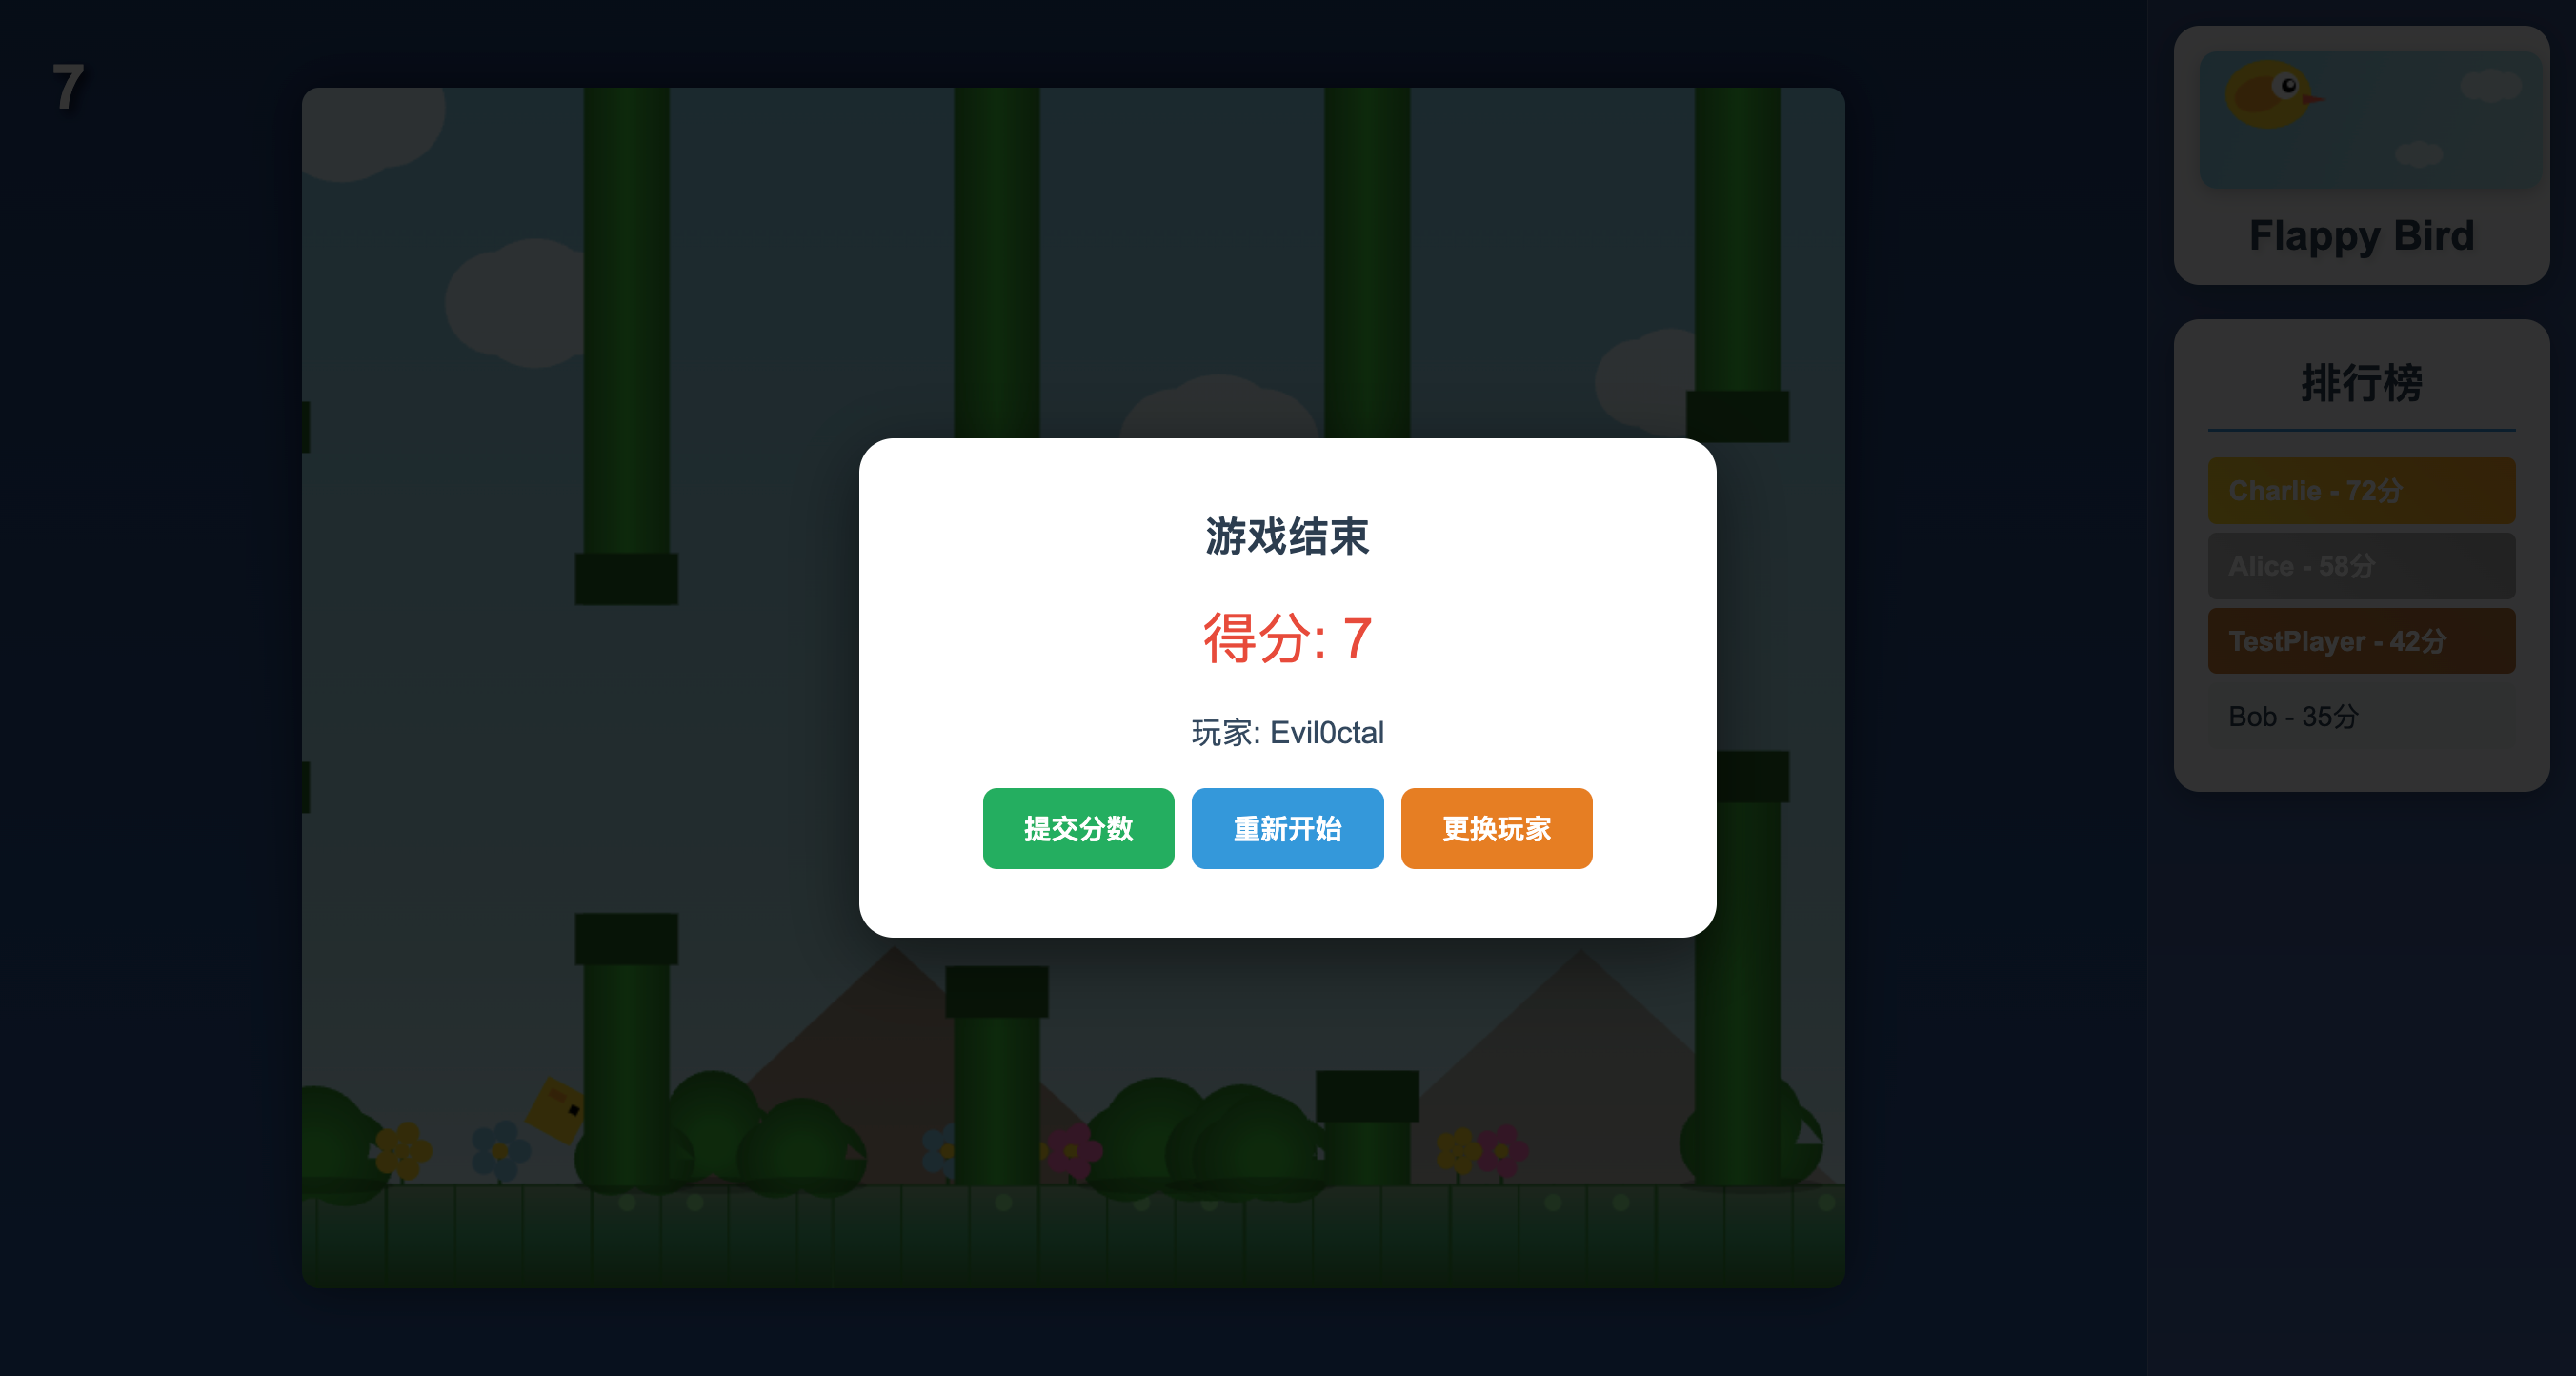 7
Flappy Bird
排行榜
Charlie - 72分
Alice - 58分
TestPlayer - 42分
Bob - 35分
游戏结束
得分: 7
玩家: Evil0ctal
提交分数
重新开始
更换玩家